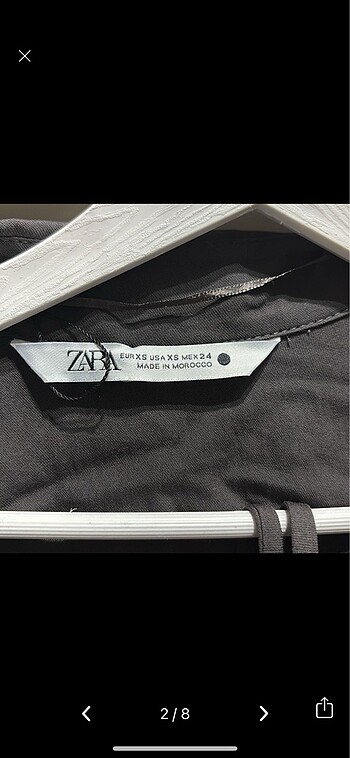 ZARA
EUR XS USA XS MEX 24
MADE IN MOROCCO
2/8